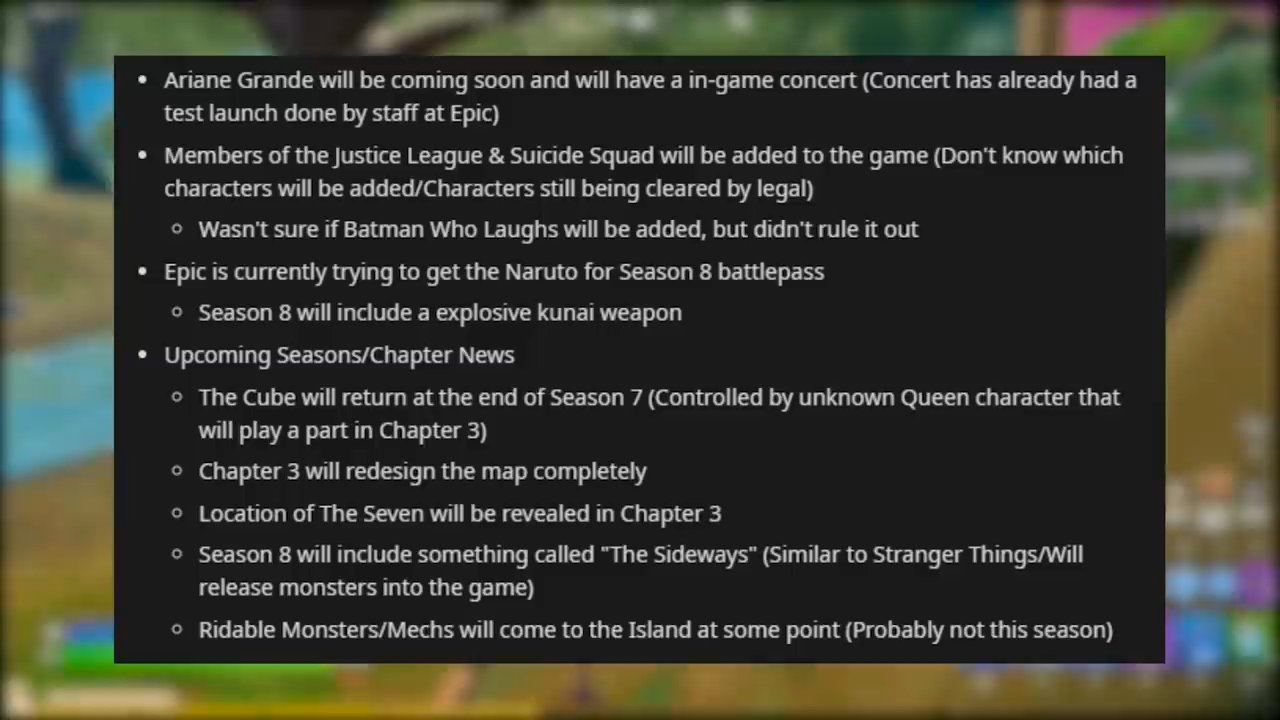 • Ariane Grande will be coming soon and will have a in-game concert (Concert has already had a
test launch done by staff at Epic)
• Members of the Justice League & Suicide Squad will be added to the game (Don't know which
characters will be added/Characters still being cleared by legal)
◦ Wasn't sure if Batman Who Laughs will be added, but didn't rule it out
• Epic is currently trying to get the Naruto for Season 8 battlepass
◦ Season 8 will include a explosive kunai weapon
• Upcoming Seasons/Chapter News
◦ The Cube will return at the end of Season 7 (Controlled by unknown Queen character that
will play a part in Chapter 3)
◦ Chapter 3 will redesign the map completely
◦ Location of The Seven will be revealed in Chapter 3
◦ Season 8 will include something called "The Sideways" (Similar to Stranger Things/Will
release monsters into the game)
◦ Ridable Monsters/Mechs will come to the Island at some point (Probably not this season)